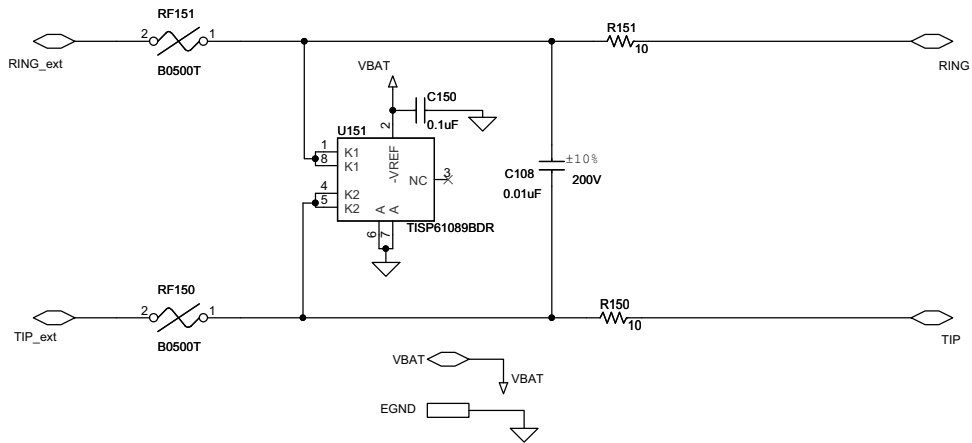 RF151
2
1
RING_ext
B0500T
R151
10
RING
VBAT
C150
0.1uF
2
U151
1
K1
8
K1
-VREF
NC
3
4
K2
5
K2
A
A
6
7
TISP61089BDR
±10%
C108
0.01uF
200V
RF150
2
1
TIP_ext
B0500T
R150
10
TIP
VBAT
VBAT
EGND